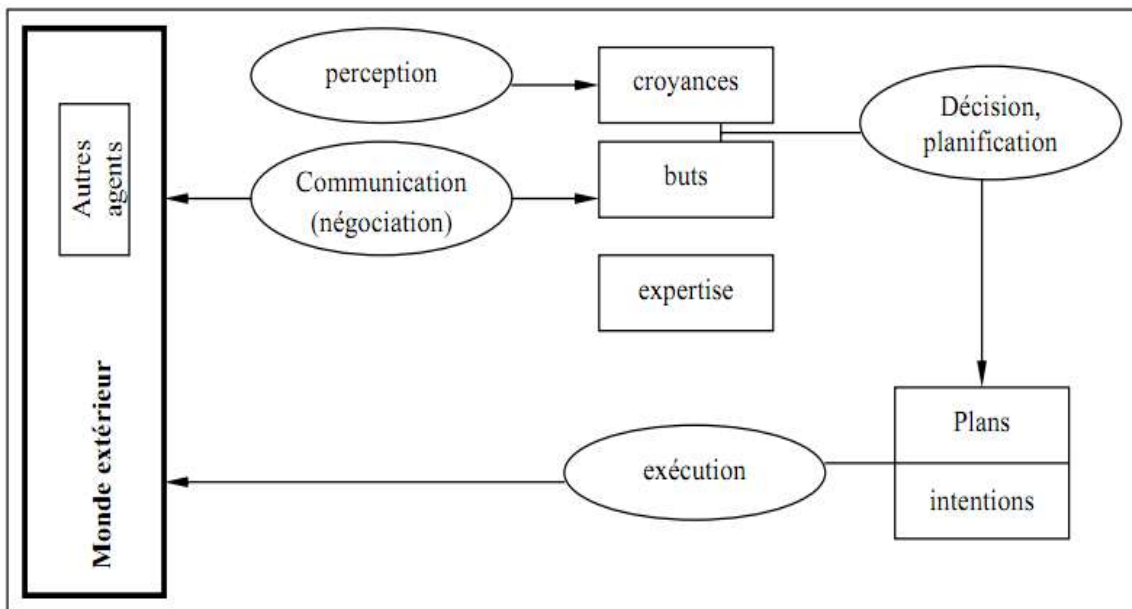 perception
croyances
Décision,
planification
Autres
agents
Communication
(négociation)
buts
expertise
Monde extérieur
Plans
exécution
intentions